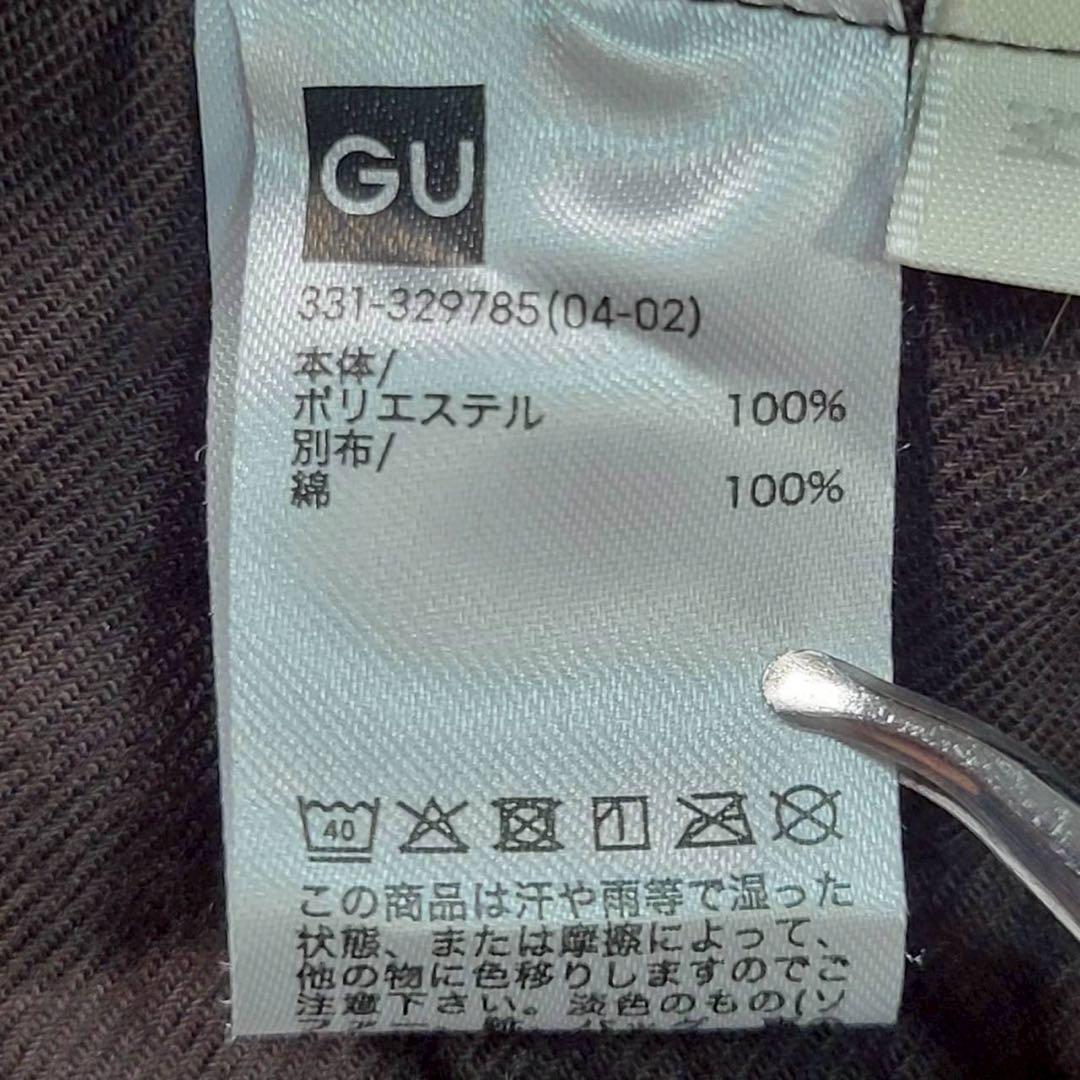 GU
331-329785(04-02)
本体/
ポリエステル 100%
別布/
綿 100%
40
この商品は汗や雨等で湿った
状態、または摩擦によって、
他の物に色移りしますのでご
注意下さい。淡色のもの(ソ